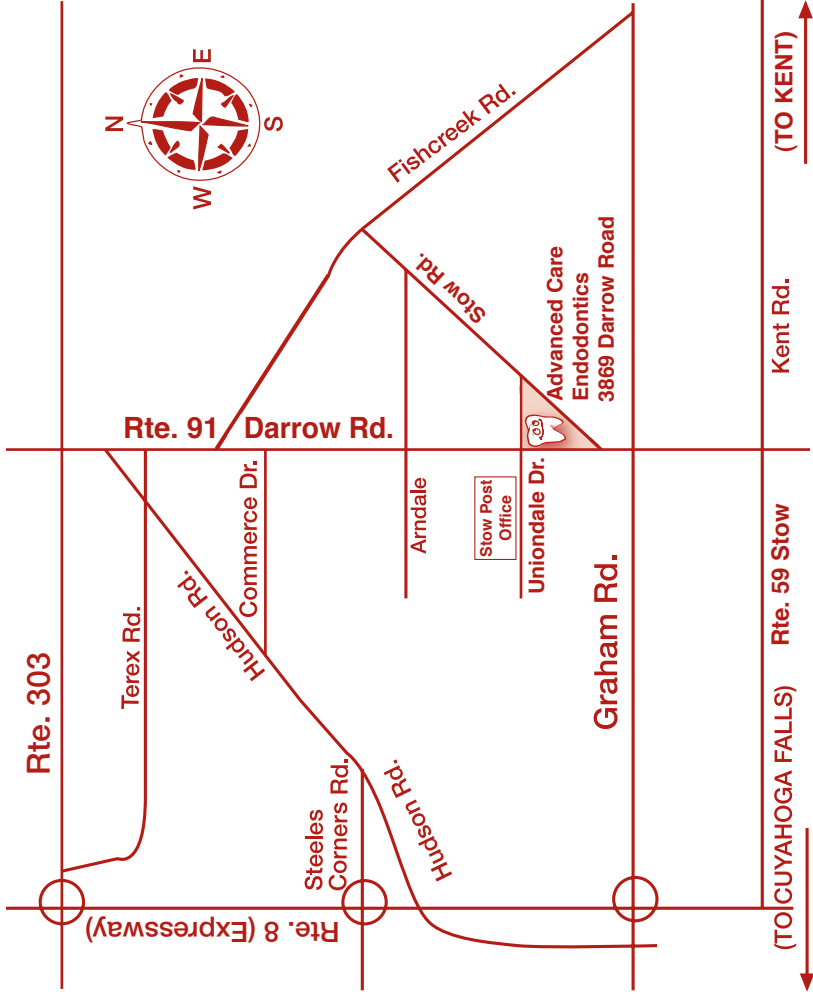 N
E
S
W
Rte. 303
Terex Rd.
Hudson Rd.
Rte. 91
Darrow Rd.
Commerce Dr.
Fishcreek Rd.
Stow Rd.
Arndale
Steeles
Corners Rd.
Hudson Rd.
Rte. 8 (Expressway)
Stow Post
Office
Uniondale Dr.
Advanced Care
Endodontics
3869 Darrow Road
Graham Rd.
(TO CUYAHOGA FALLS)
Rte. 59 Stow
Kent Rd.
(TO KENT)